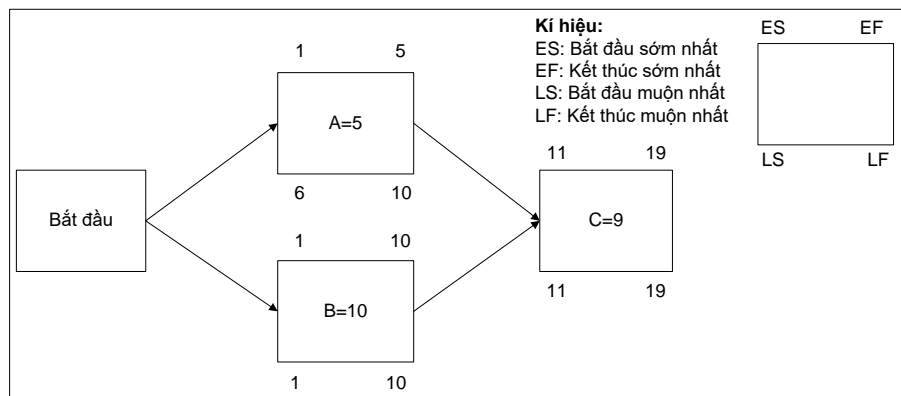 Kí hiệu:
ES: Bắt đầu sớm nhất
EF: Kết thúc sớm nhất
LS: Bắt đầu muộn nhất
LF: Kết thúc muộn nhất
ES EF
LS LF
1 5
A=5
6 10
Bắt đầu
1 10
B=10
1 10
11 19
C=9
11 19